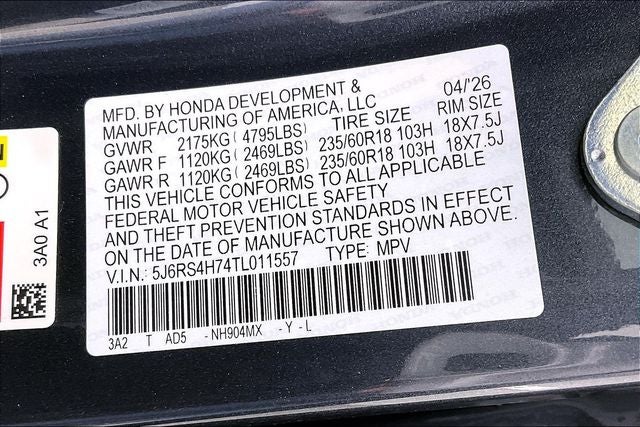 MFD. BY HONDA DEVELOPMENT & 04/'26
MANUFACTURING OF AMERICA, LLC
GVWR 2175KG ( 4795LBS) TIRE SIZE RIM SIZE
GAWR F 1120KG ( 2469LBS) 235/60R18 103H 18X7.5J
GAWR R 1120KG ( 2469LBS) 235/60R18 103H 18X7.5J
THIS VEHICLE CONFORMS TO ALL APPLICABLE
FEDERAL MOTOR VEHICLE SAFETY
AND THEFT PREVENTION STANDARDS IN EFFECT
ON THE DATE OF MANUFACTURE SHOWN ABOVE.
V.I.N.: 5J6RS4H74TL011557 TYPE: MPV
3A2 T AD5 - NH904MX - Y - L
3A0 A1